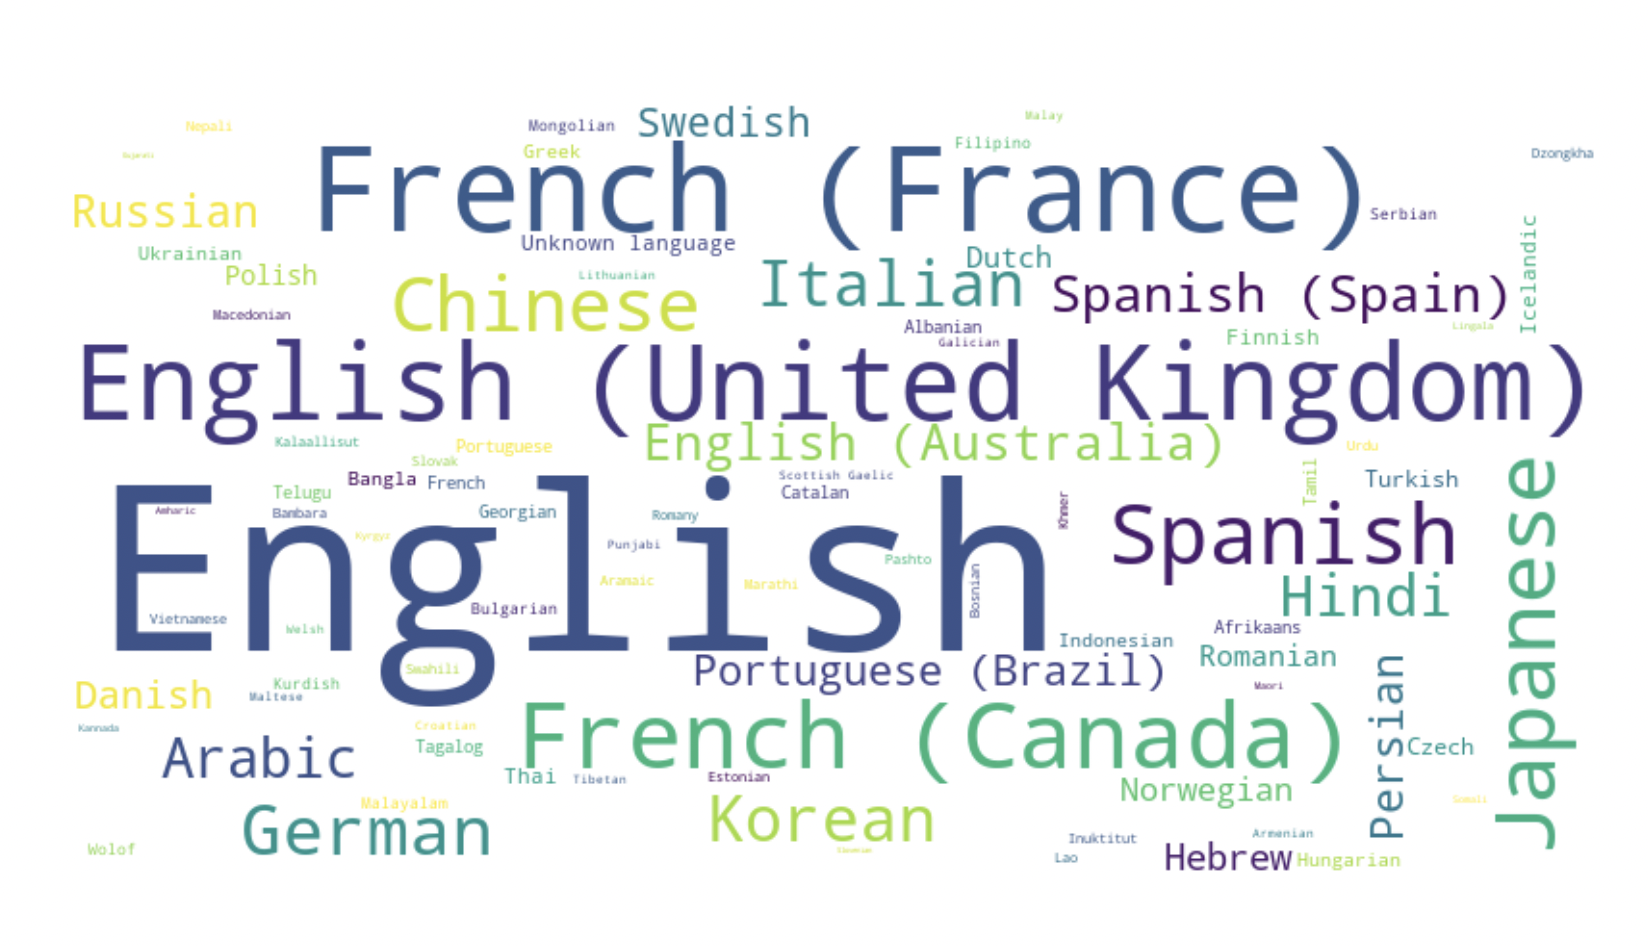 Nepali
Mongolian
Swedish
Malay
Gujarati
Greek
Filipino
Dzongkha
French (France)
Russian
Serbian
Ukrainian
Unknown language
Dutch
Icelandic
Polish
Lithuanian
Italian
Chinese
Spanish (Spain)
Macedonian
Albanian
Galician
Finnish
Lingala
English (United Kingdom)
Kalaallisut
Portuguese
English (Australia)
Urdu
Slovak
Bangla
French
Scottish Gaelic
Catalan
Tamil
Turkish
Japanese
Telugu
Bambara
Amharic
Georgian
Romany
Khmer
Spanish
Kyrgyz
English
Punjabi
Pashto
Aramaic
Marathi
Bosnian
Hindi
Vietnamese
Bulgarian
Welsh
Afrikaans
Indonesian
Romanian
Swahili
Portuguese (Brazil)
Danish
Kurdish
Maltese
Maori
Persian
Kannada
Croatian
French (Canada)
Arabic
Tagalog
Czech
Thai
Tibetan
Estonian
Norwegian
Malayalam
Somali
German
Korean
Wolof
Slovenian
Inuktitut
Armenian
Lao
Hebrew
Hungarian